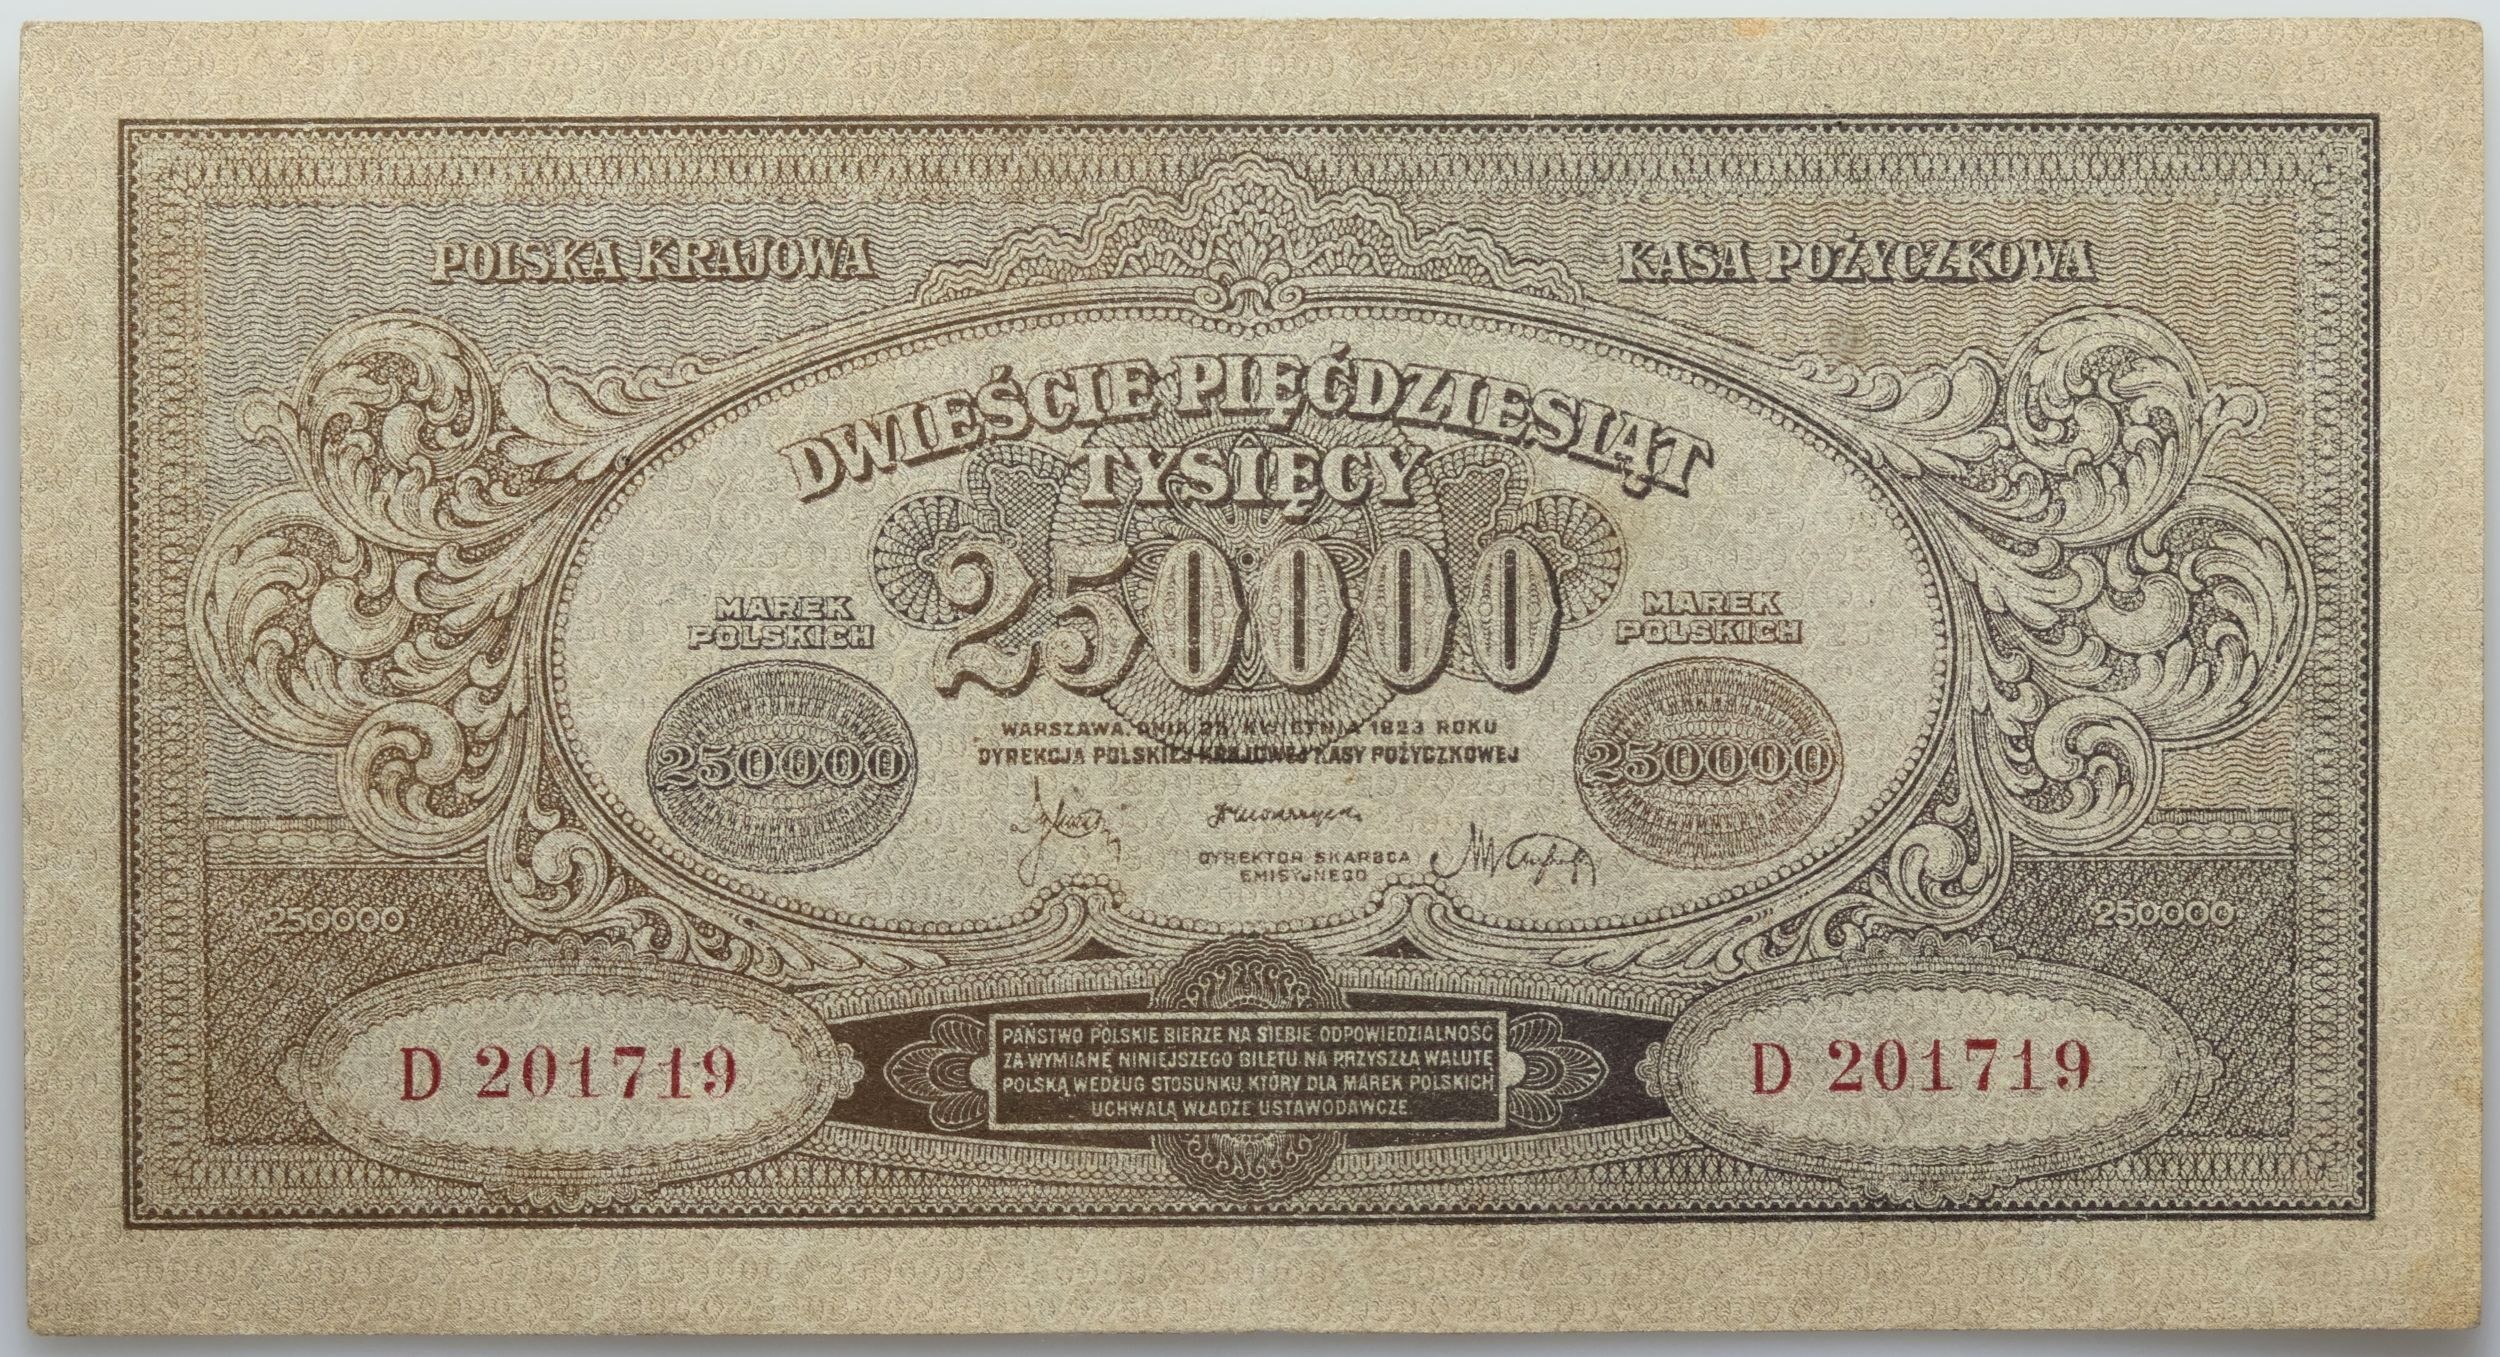 POLSKA KRAJOWA
KASA POŻYCZKOWA
DWIEŚCIE PIĘĆDZIESIĄT
TYSIĘCY
250000
MAREK
POLSKICH
250000
MAREK
POLSKICH
250000
WARSZAWA, DNIA 25, KWIETNIA 1923 ROKU
DYREKCJA POLSKIEJ KRAJOWEJ KASY POŻYCZKOWEJ
DYREKTOR SKARBCA
EMISYJNEGO
250000
250000
D 201719
PAŃSTWO POLSKIE BIERZE NA SIEBIE ODPOWIEDZIALNOŚĆ
ZA WYMIANĘ NINIEJSZEGO BILETU NA PRZYSZŁĄ WALUTĘ
POLSKĄ WEDŁUG STOSUNKU, KTÓRY DLA MAREK POLSKICH
UCHWALĄ WŁADZE USTAWODAWCZE
D 201719